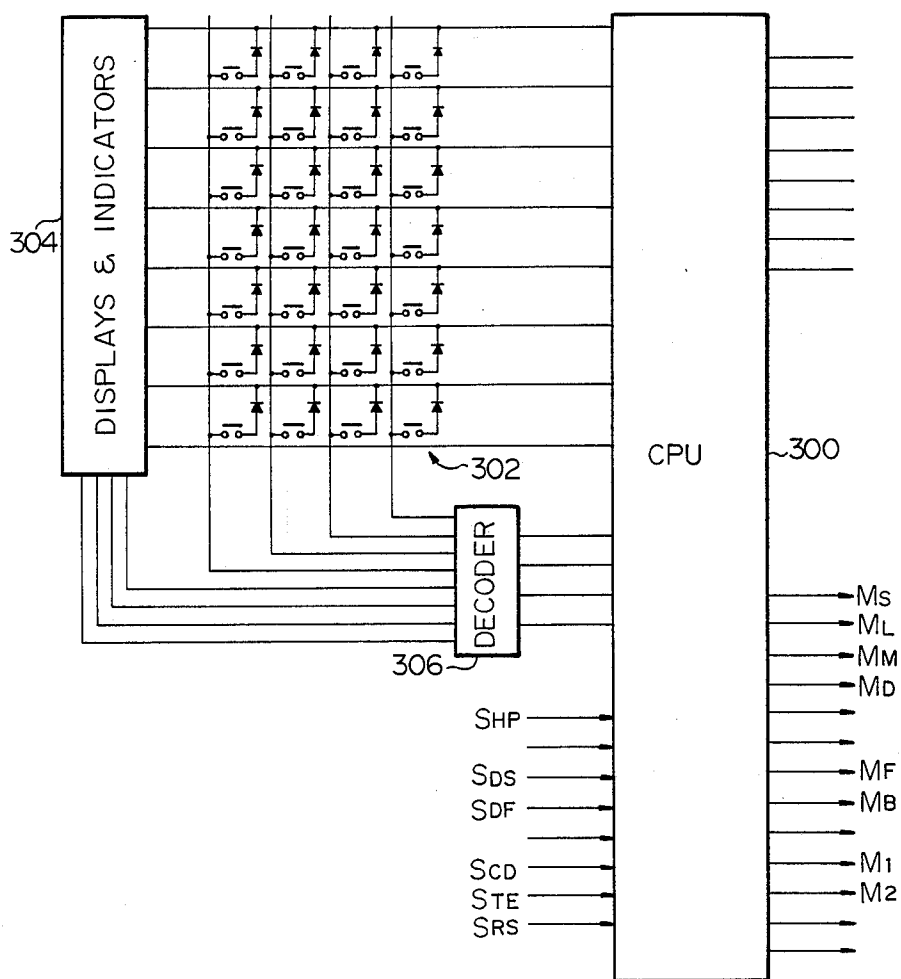 DISPLAYS & INDICATORS
304
302
CPU
300
DECODER
306
MS
ML
MM
MD
SHP
SDS
MF
SDF
MB
SCD
M1
STE
M2
SRS